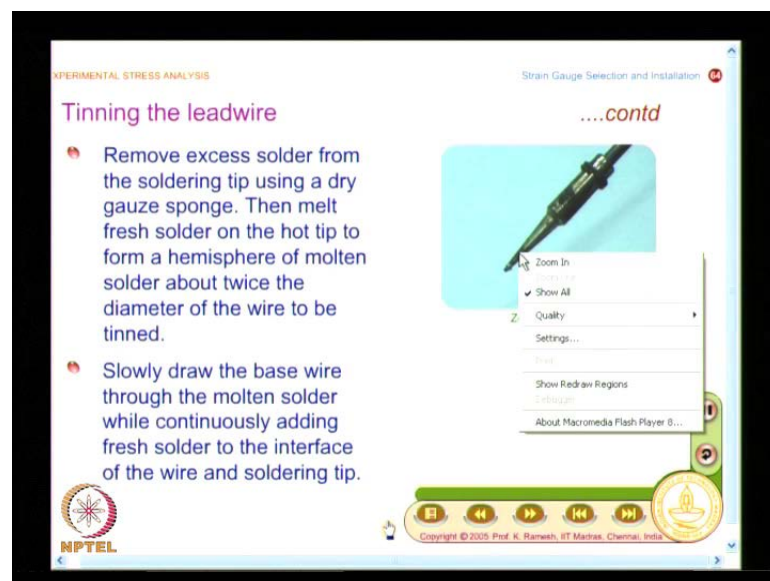 XPERIMENTAL STRESS ANALYSIS
Strain Gauge Selection and Installation 64
Tinning the leadwire
....contd
Remove excess solder from
the soldering tip using a dry
gauze sponge. Then melt
fresh solder on the hot tip to
form a hemisphere of molten
solder about twice the
diameter of the wire to be
tinned.
Slowly draw the base wire
through the molten solder
while continuously adding
fresh solder to the interface
of the wire and soldering tip.
Zoom In
Show All
Quality
Settings...
Print...
Show Redraw Regions
Debugger
About Macromedia Flash Player 8...
NPTEL
Copyright © 2005 Prof. K. Ramesh, IIT Madras, Chennai, India